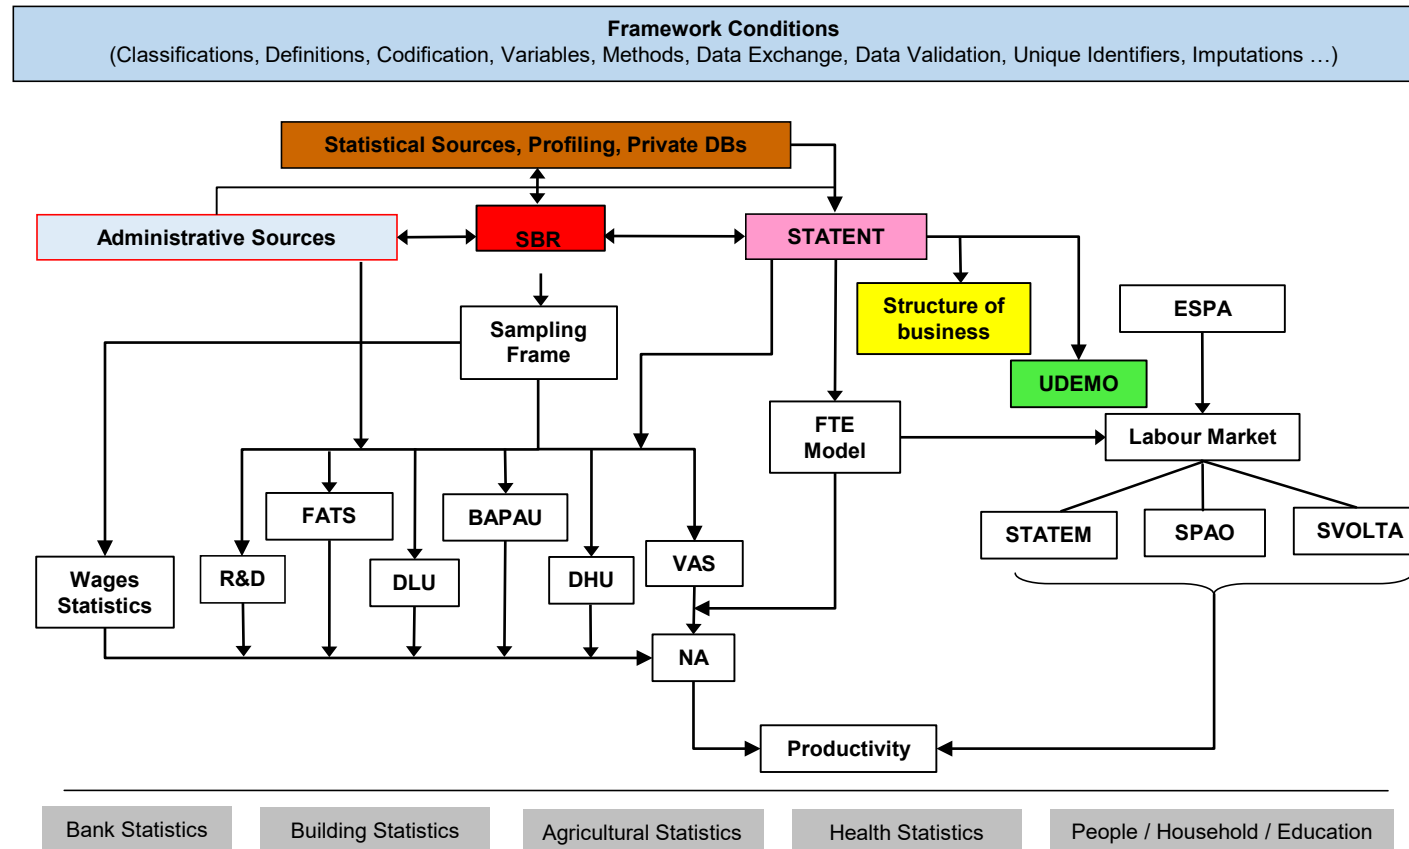 Framework Conditions
(Classifications, Definitions, Codification, Variables, Methods, Data Exchange, Data Validation, Unique Identifiers, Imputations …)
Statistical Sources, Profiling, Private DBs
Administrative Sources
SBR
STATENT
Structure of
business
ESPA
Sampling
Frame
UDEMO
FTE
Model
Labour Market
FATS
BAPAU
STATEM
SPAO
SVOLTA
Wages
Statistics
R&D
DLU
DHU
VAS
NA
Productivity
Bank Statistics
Building Statistics
Agricultural Statistics
Health Statistics
People / Household / Education